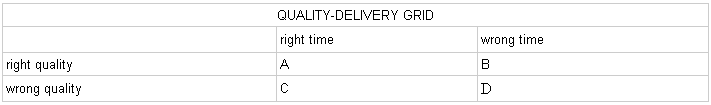 QUALITY-DELIVERY GRID
right time wrong time
right quality A B
wrong quality C D